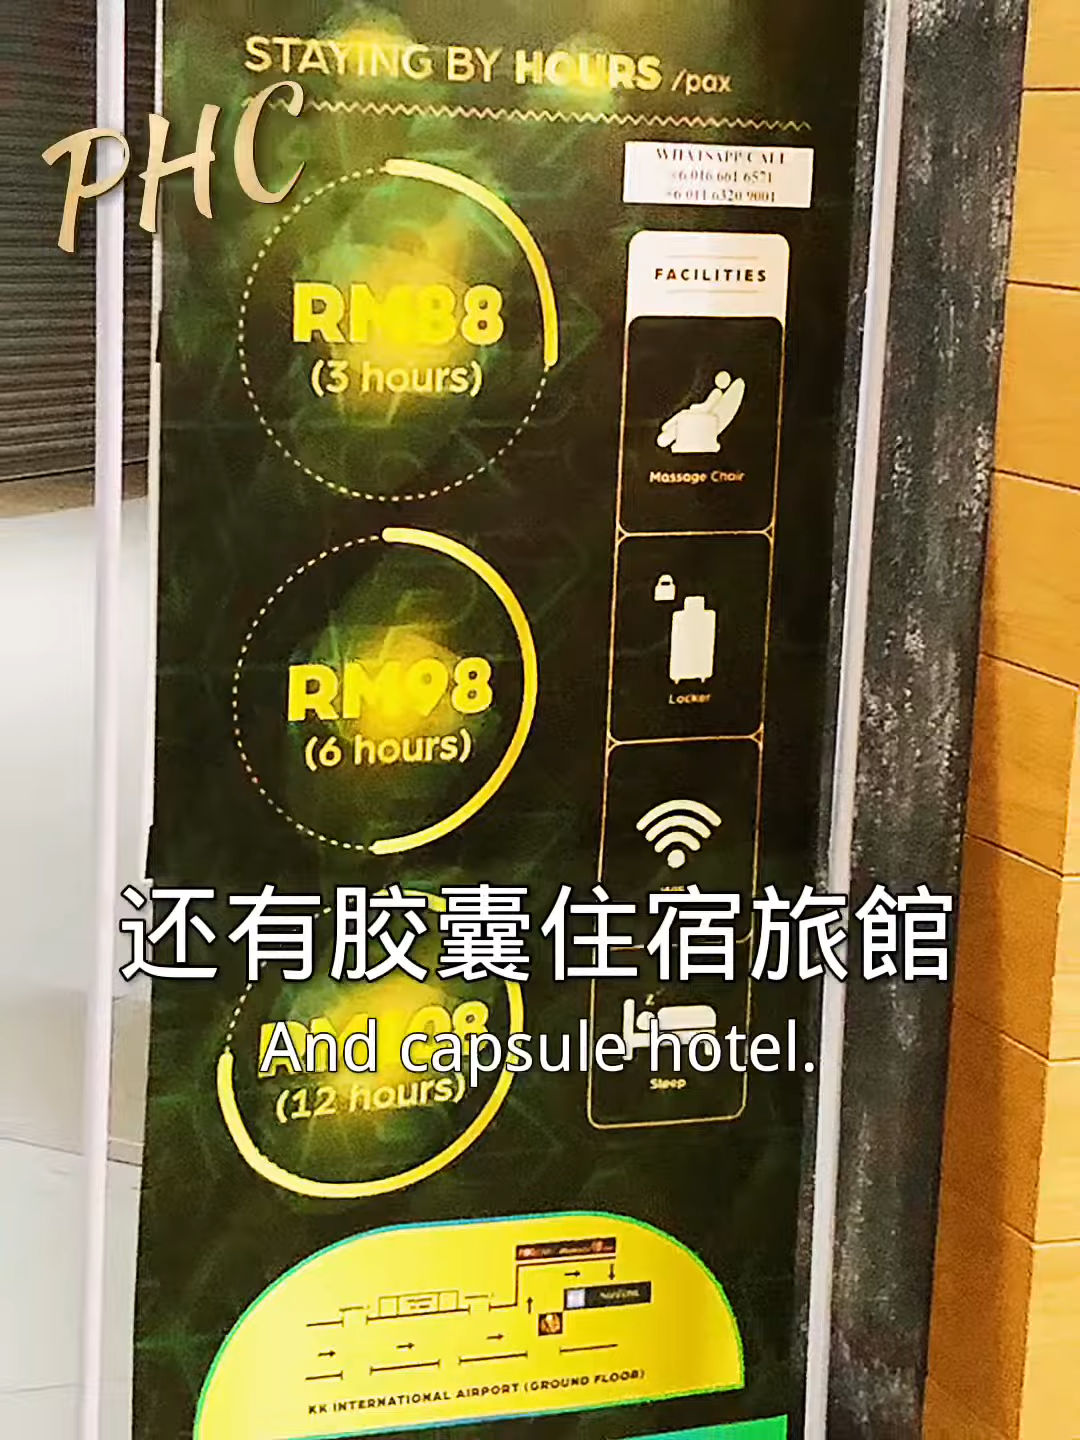 STAYING BY HOURS /pax
PHC
WHATSAPP CALL
+6 016 661 6571
+6 011 6320 9001
RM88
(3 hours)
FACILITIES
Massage Chair
RM98
(6 hours)
Locker
还有胶囊住宿旅館
And capsule hotel.
(12 hours)
Sleep
KK INTERNATIONAL AIRPORT (GROUND FLOOR)